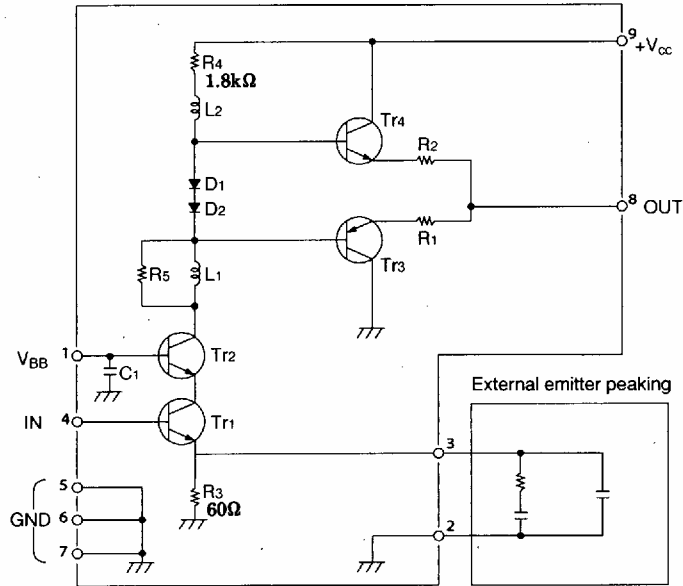 R4
1.8kΩ
L2
9
+Vcc
Tr4
R2
D1
D2
8
OUT
R1
Tr3
R5
L1
VBB
1
C1
Tr2
IN
4
Tr1
External emitter peaking
3
5
GND
6
7
R3
60Ω
2